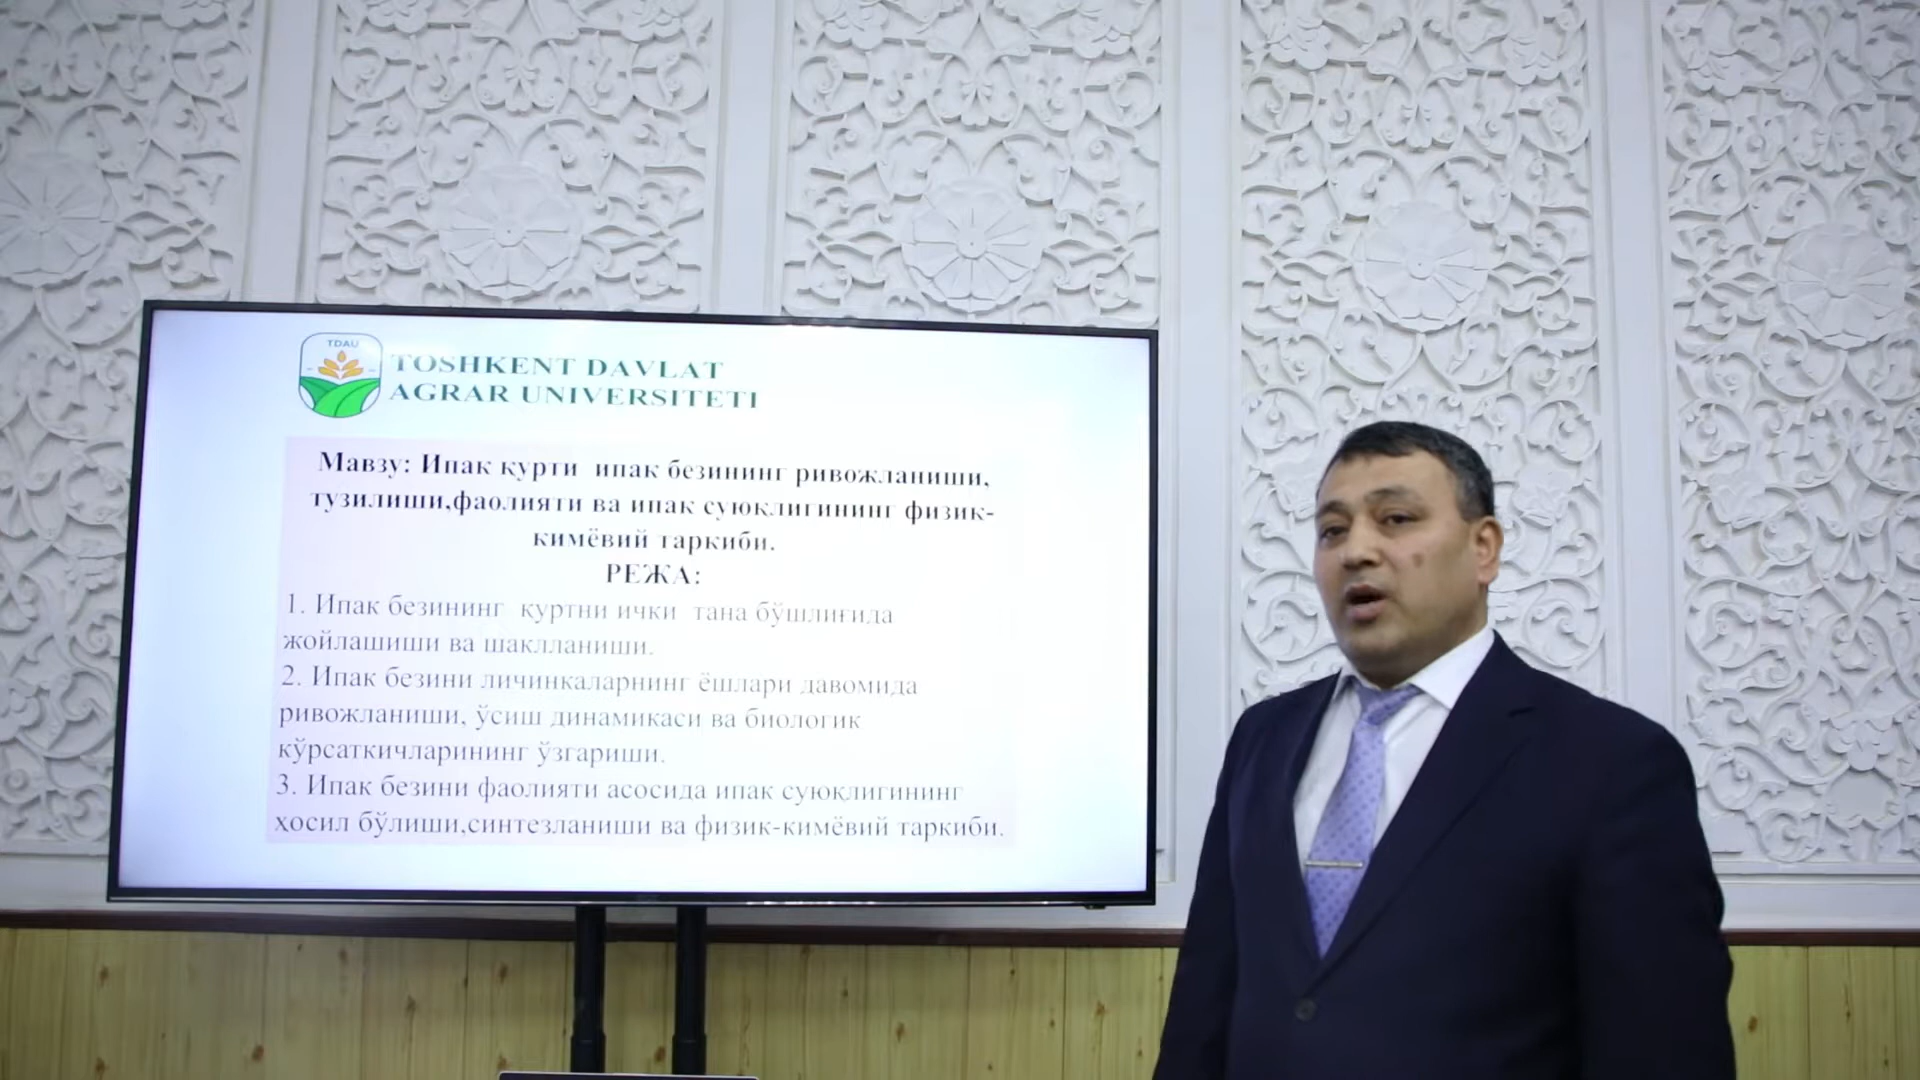 TDAU
TOSHKENT DAVLAT
AGRAR UNIVERSITETI
Мавзу: Ипак қурти ипак безининг ривожланиши,
тузилиши,фаолияти ва ипак суюқлигининг физик-
кимёвий таркиби.
РЕЖА:
1. Ипак безининг қуртни ички тана бўшлиғида
жойлашиши ва шаклланиши.
2. Ипак безини личинкаларнинг ёшлари давомида
ривожланиши, ўсиш динамикаси ва биологик
кўрсаткичларининг ўзгариши.
3. Ипак безини фаолияти асосида ипак суюқлигининг
ҳосил бўлиши,синтезланиши ва физик-кимёвий таркиби.